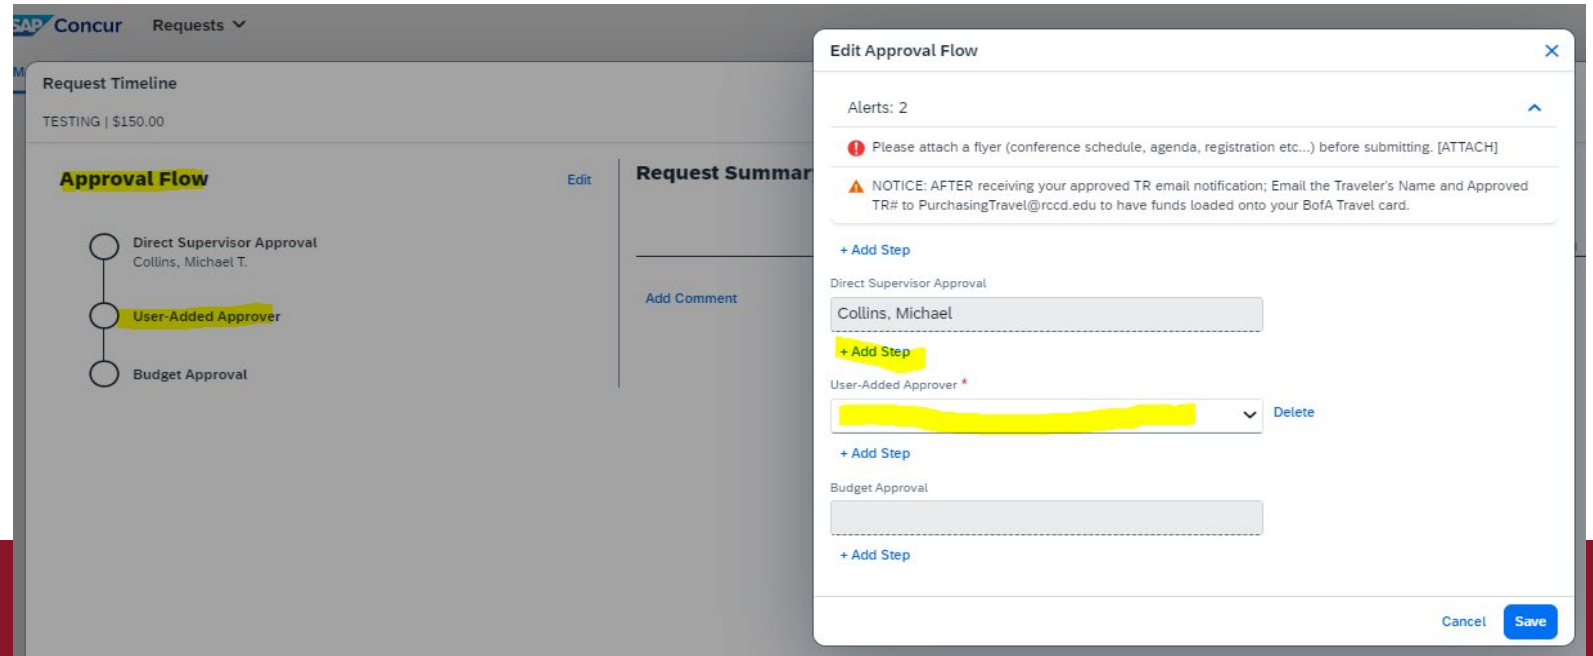 SAP Concur Requests
Request Timeline
TESTING | $150.00
Approval Flow
Edit
Direct Supervisor Approval
Collins, Michael T.
User-Added Approver
Budget Approval
Request Summary
Add Comment
Edit Approval Flow
Alerts: 2
Please attach a flyer (conference schedule, agenda, registration etc...) before submitting. [ATTACH]
NOTICE: AFTER receiving your approved TR email notification; Email the Traveler's Name and Approved
TR# to PurchasingTravel@rccd.edu to have funds loaded onto your BofA Travel card.
+ Add Step
Direct Supervisor Approval
Collins, Michael
+ Add Step
User-Added Approver *
Delete
+ Add Step
Budget Approval
+ Add Step
Cancel
Save